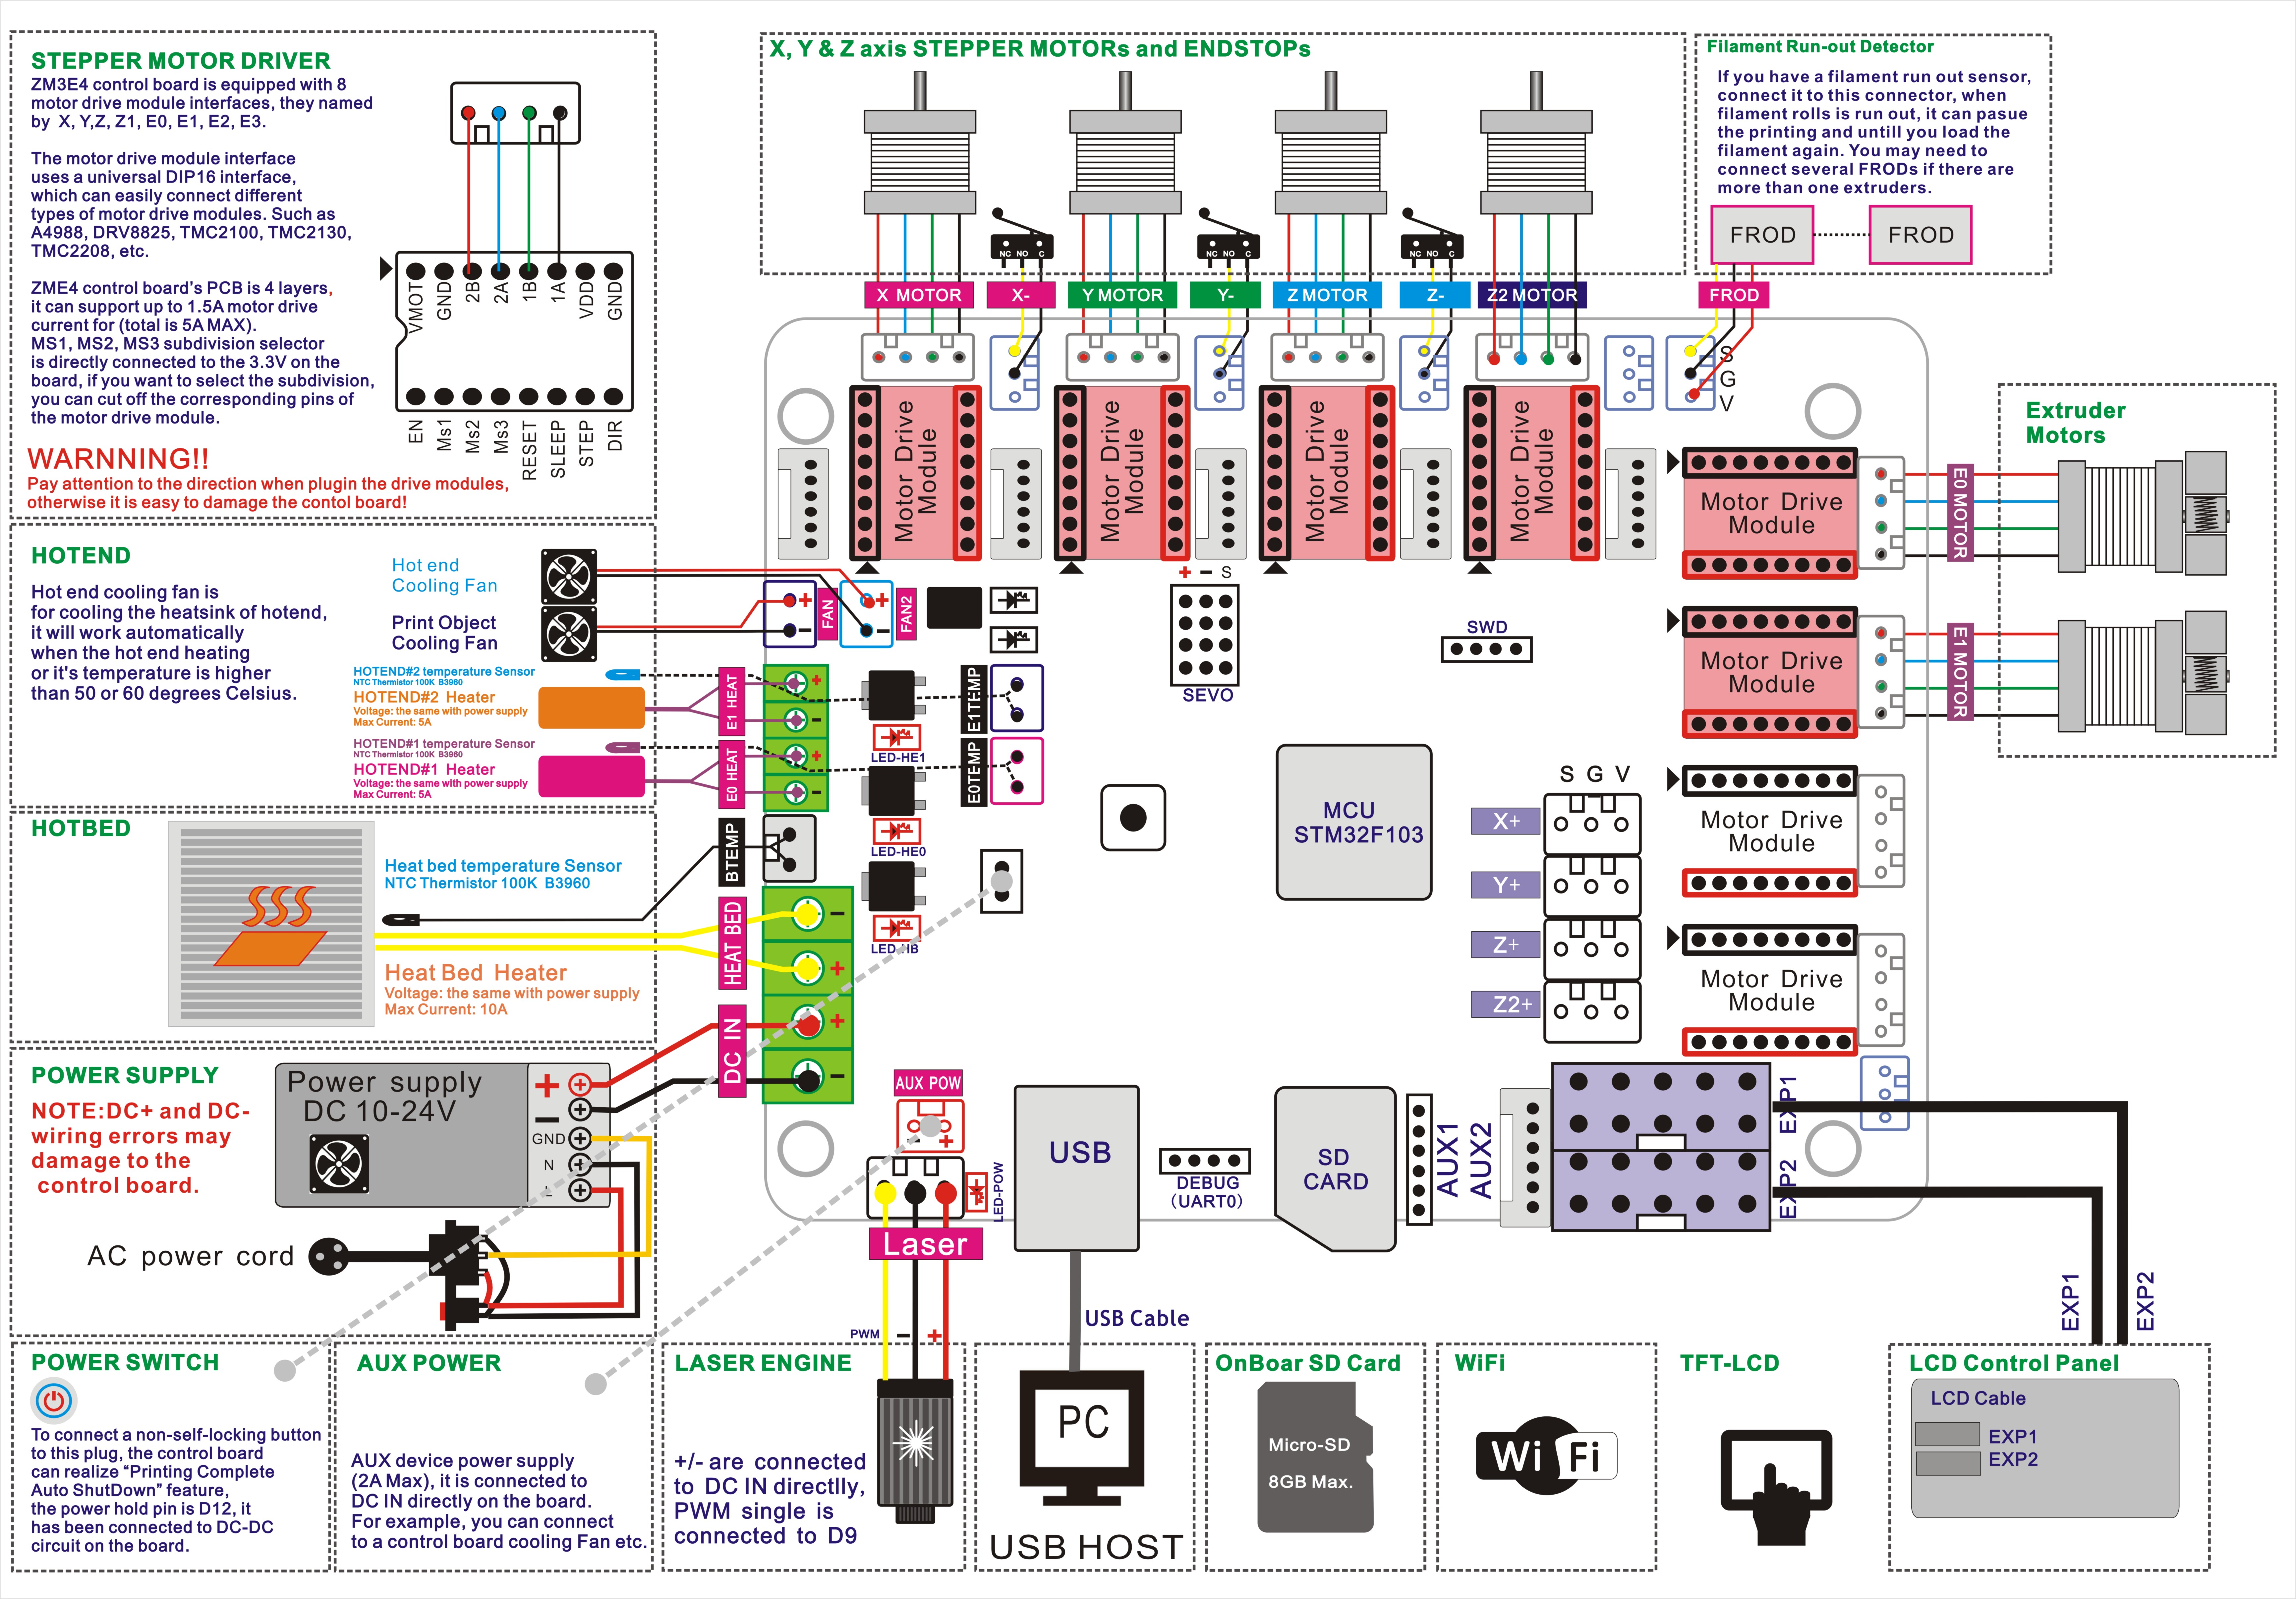 STEPPER MOTOR DRIVER
ZM3E4 control board is equipped with 8
motor drive module interfaces, they named
by X, Y,Z, Z1, E0, E1, E2, E3.
The motor drive module interface
uses a universal DIP16 interface,
which can easily connect different
types of motor drive modules. Such as
A4988, DRV8825, TMC2100, TMC2130,
TMC2208, etc.
ZME4 control board's PCB is 4 layers,
it can support up to 1.5A motor drive
current for (total is 5A MAX).
MS1, MS2, MS3 subdivision selector
is directly connected to the 3.3V on the
board, if you want to select the subdivision,
you can cut off the corresponding pins of
the motor drive module.
WARNNING!!
Pay attention to the direction when plugin the drive modules,
otherwise it is easy to damage the contol board!
VMOT
GND
2B
2A
1B
1A
VDD
GND
EN
Ms1
Ms2
Ms3
RESET
SLEEP
STEP
DIR
X, Y & Z axis STEPPER MOTORs and ENDSTOPs
NC NO C
NC NO C
NC NO C
X MOTOR
X-
Y MOTOR
Y-
Z MOTOR
Z-
Z2 MOTOR
FROD
Filament Run-out Detector
If you have a filament run out sensor,
connect it to this connector, when
filament rolls is run out, it can pasue
the printing and untill you load the
filament again. You may need to
connect several FRODs if there are
more than one extruders.
FROD
FROD
S
G
V
Motor Drive
Module
Motor Drive
Module
Motor Drive
Module
Motor Drive
Module
Extruder
Motors
Motor Drive
Module
E0 MOTOR
Motor Drive
Module
E1 MOTOR
Motor Drive
Module
Motor Drive
Module
HOTEND
Hot end cooling fan is
for cooling the heatsink of hotend,
it will work automatically
when the hot end heating
or it's temperature is higher
than 50 or 60 degrees Celsius.
Hot end
Cooling Fan
Print Object
Cooling Fan
HOTEND#2 temperature Sensor
NTC Thermistor 100K B3960
HOTEND#2 Heater
Voltage: the same with power supply
Max Current: 5A
HOTEND#1 temperature Sensor
NTC Thermistor 100K B3960
HOTEND#1 Heater
Voltage: the same with power supply
Max Current: 5A
+
-
FAN
+
-
FAN2
E1 HEAT
+
-
E0 HEAT
+
-
E1TEMP
E0TEMP
LED-HE1
LED-HE0
LED-HB
+ - S
SEVO
SWD
MCU
STM32F103
S G V
X+
Y+
Z+
Z2+
HOTBED
Heat bed temperature Sensor
NTC Thermistor 100K B3960
Heat Bed Heater
Voltage: the same with power supply
Max Current: 10A
BTEMP
HEAT BED
-
+
DC IN
+
-
POWER SUPPLY
NOTE:DC+ and DC-
wiring errors may
damage to the
control board.
Power supply
DC 10-24V
+
-
GND
N
L
AC power cord
AUX POW
-
+
LED-POW
Laser
PWM - +
USB
USB Cable
DEBUG
(UART0)
SD
CARD
AUX1
AUX2
EXP1
EXP2
EXP1
EXP2
POWER SWITCH
To connect a non-self-locking button
to this plug, the control board
can realize “Printing Complete
Auto ShutDown” feature,
the power hold pin is D12, it
has been connected to DC-DC
circuit on the board.
AUX POWER
AUX device power supply
(2A Max), it is connected to
DC IN directly on the board.
For example, you can connect
to a control board cooling Fan etc.
LASER ENGINE
+/- are connected
to DC IN directlly,
PWM single is
connected to D9
PC
USB HOST
OnBoar SD Card
Micro-SD
8GB Max.
WiFi
Wi Fi
TFT-LCD
LCD Control Panel
LCD Cable
EXP1
EXP2